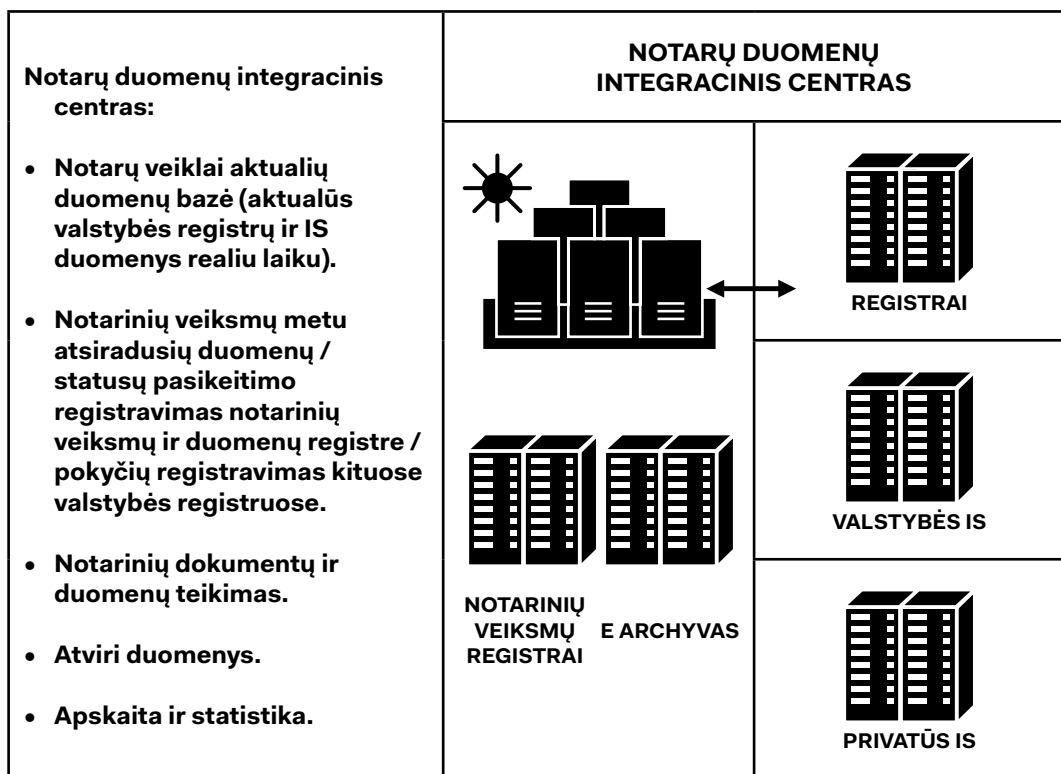 Notarų duomenų integracinis
centras:
• Notarų veiklai aktualių
duomenų bazė (aktualūs
valstybės registrų ir IS
duomenys realiu laiku).
• Notarinių veiksmų metu
atsiradusių duomenų /
statusų pasikeitimo
registravimas notarinių
veiksmų ir duomenų registre /
pokyčių registravimas kituose
valstybės registruose.
• Notarinių dokumentų ir
duomenų teikimas.
• Atviri duomenys.
• Apskaita ir statistika.
NOTARŲ DUOMENŲ
INTEGRACINIS CENTRAS
NOTARINIŲ
VEIKSMŲ
REGISTRAI
E ARCHYVAS
REGISTRAI
VALSTYBĖS IS
PRIVATŪS IS